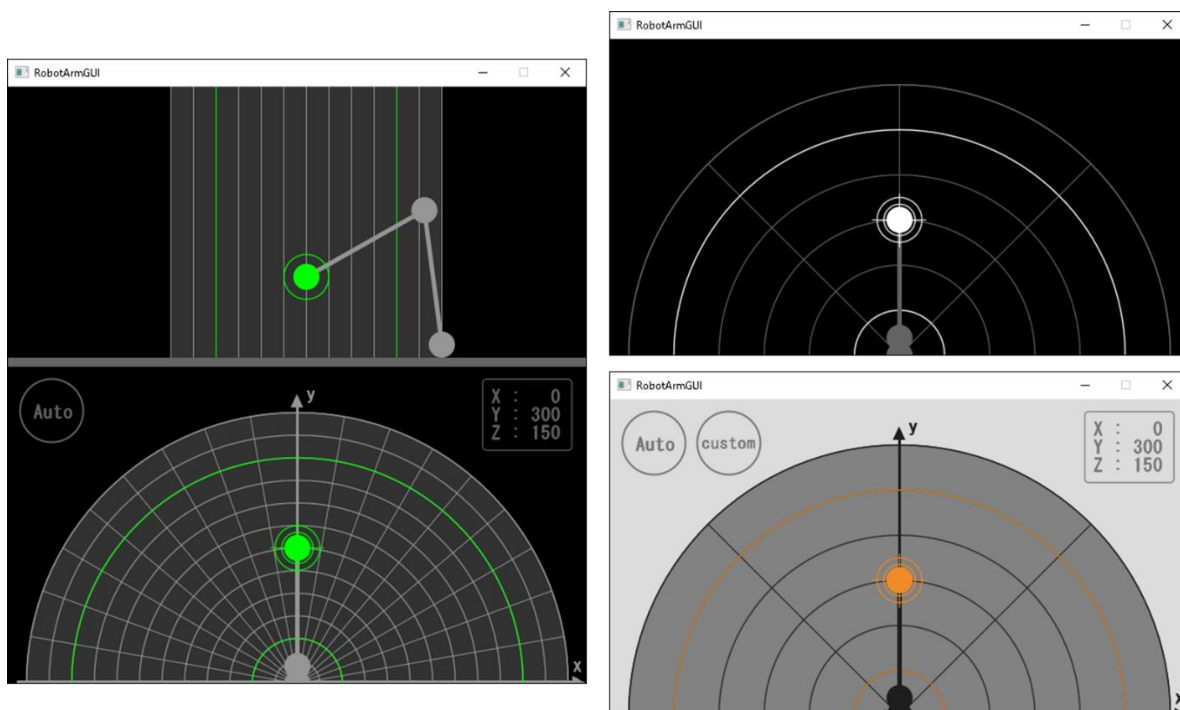 RobotArmGUI
Auto
y
X : 0
Y : 300
Z : 150
x
RobotArmGUI
RobotArmGUI
Auto
custom
y
X : 0
Y : 300
Z : 150
x